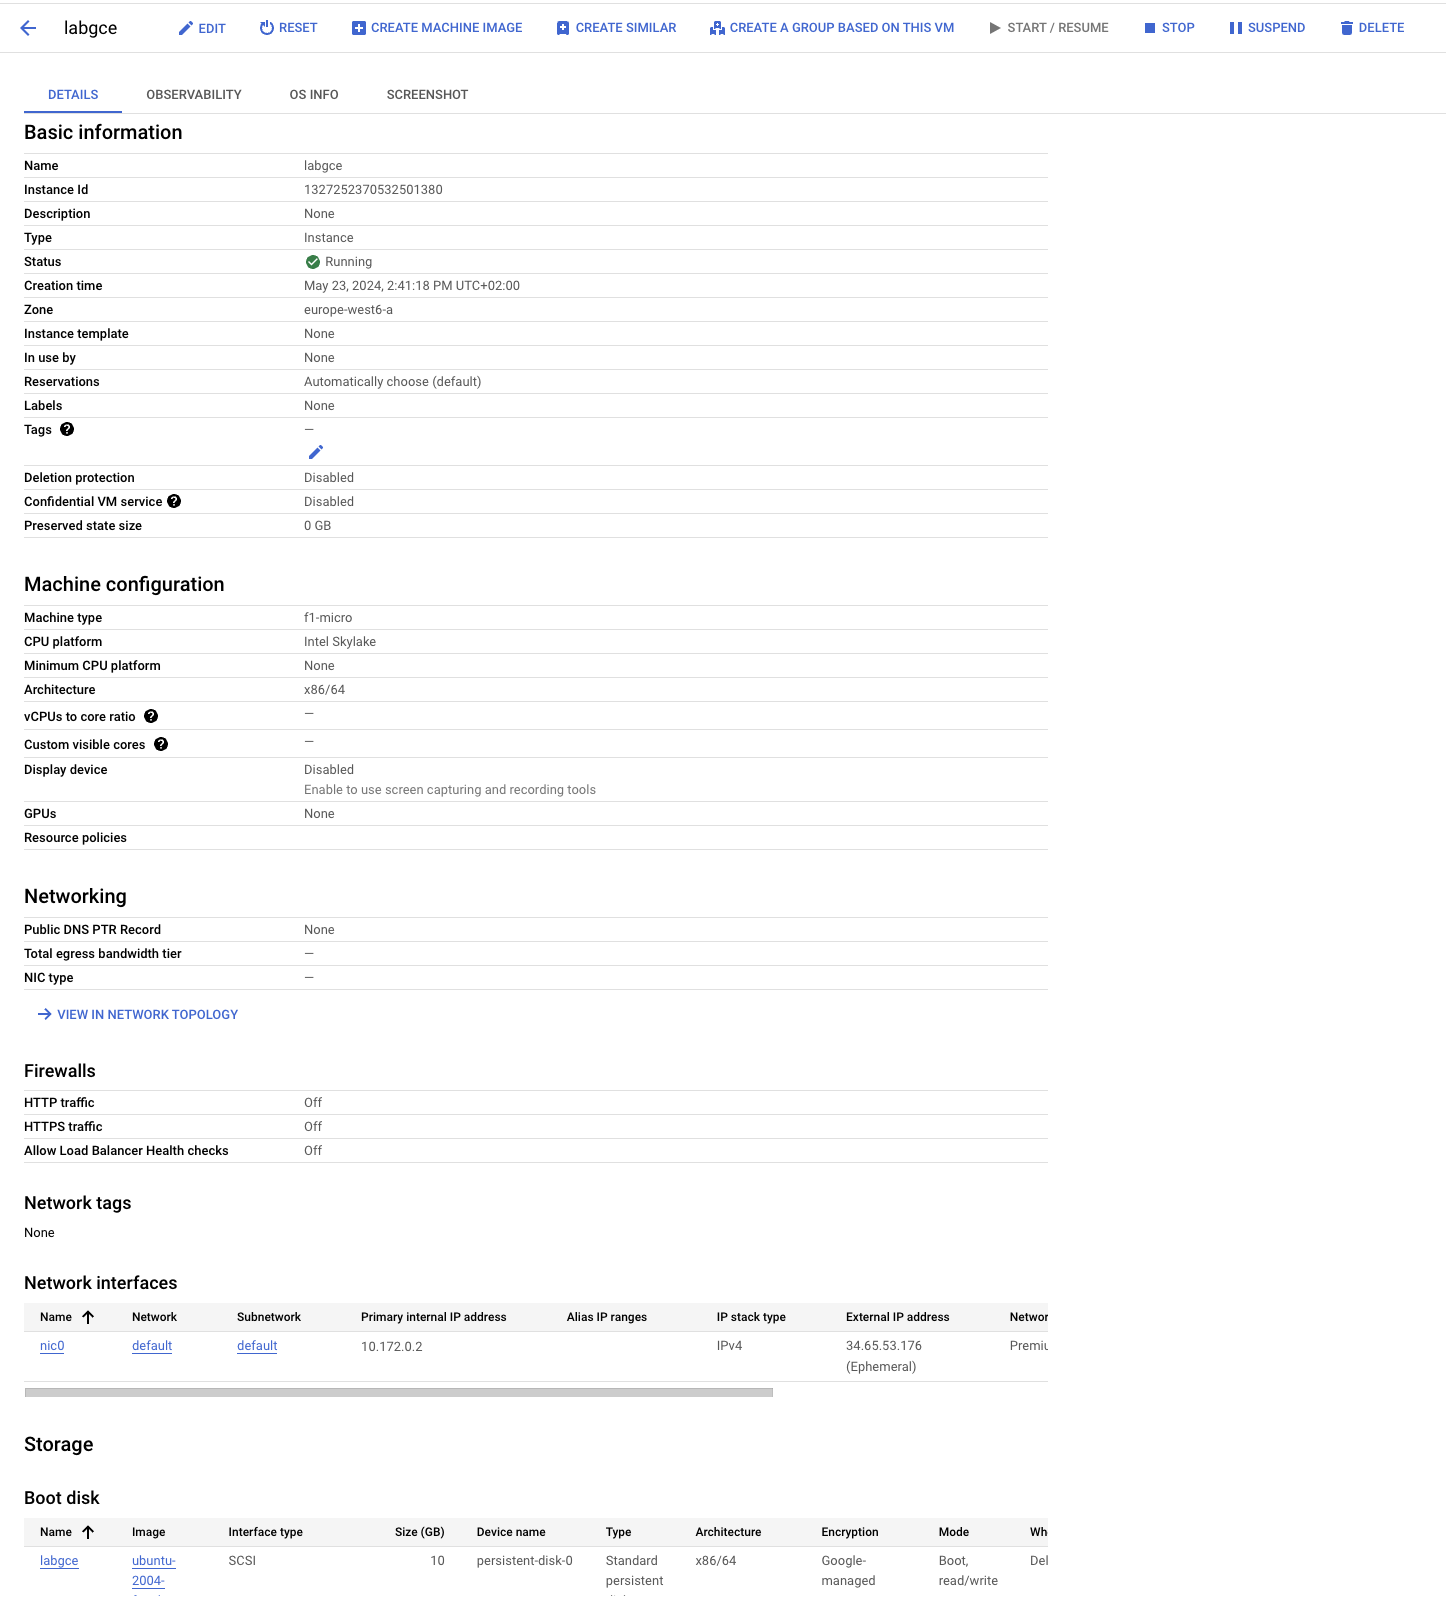 labgce EDIT RESET CREATE MACHINE IMAGE CREATE SIMILAR CREATE A GROUP BASED ON THIS VM START / RESUME STOP SUSPEND DELETE
DETAILS OBSERVABILITY OS INFO SCREENSHOT
Basic information
Name labgce
Instance Id 1327252370532501380
Description None
Type Instance
Status Running
Creation time May 23, 2024, 2:41:18 PM UTC+02:00
Zone europe-west6-a
Instance template None
In use by None
Reservations Automatically choose (default)
Labels None
Tags —
Deletion protection Disabled
Confidential VM service Disabled
Preserved state size 0 GB
Machine configuration
Machine type f1-micro
CPU platform Intel Skylake
Minimum CPU platform None
Architecture x86/64
vCPUs to core ratio —
Custom visible cores —
Display device Disabled
Enable to use screen capturing and recording tools
GPUs None
Resource policies
Networking
Public DNS PTR Record None
Total egress bandwidth tier —
NIC type —
VIEW IN NETWORK TOPOLOGY
Firewalls
HTTP traffic Off
HTTPS traffic Off
Allow Load Balancer Health checks Off
Network tags
None
Network interfaces
Name Network Subnetwork Primary internal IP address Alias IP ranges IP stack type External IP address Networ
nic0 default default 10.172.0.2 IPv4 34.65.53.176 Premiu
(Ephemeral)
Storage
Boot disk
Name Image Interface type Size (GB) Device name Type Architecture Encryption Mode Wh
labgce ubuntu- SCSI 10 persistent-disk-0 Standard x86/64 Google- Boot, Del
2004- persistent managed read/write